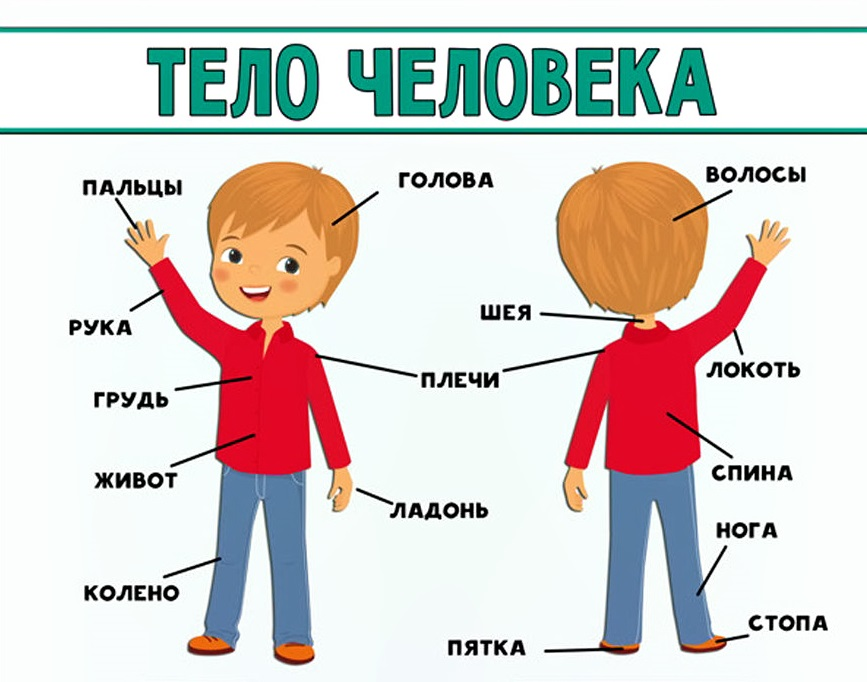 ТЕЛО ЧЕЛОВЕКА
ПАЛЬЦЫ
ГОЛОВА
ВОЛОСЫ
РУКА
ШЕЯ
ГРУДЬ
ПЛЕЧИ
ЛОКОТЬ
ЖИВОТ
ЛАДОНЬ
СПИНА
НОГА
КОЛЕНО
ПЯТКА
СТОПА